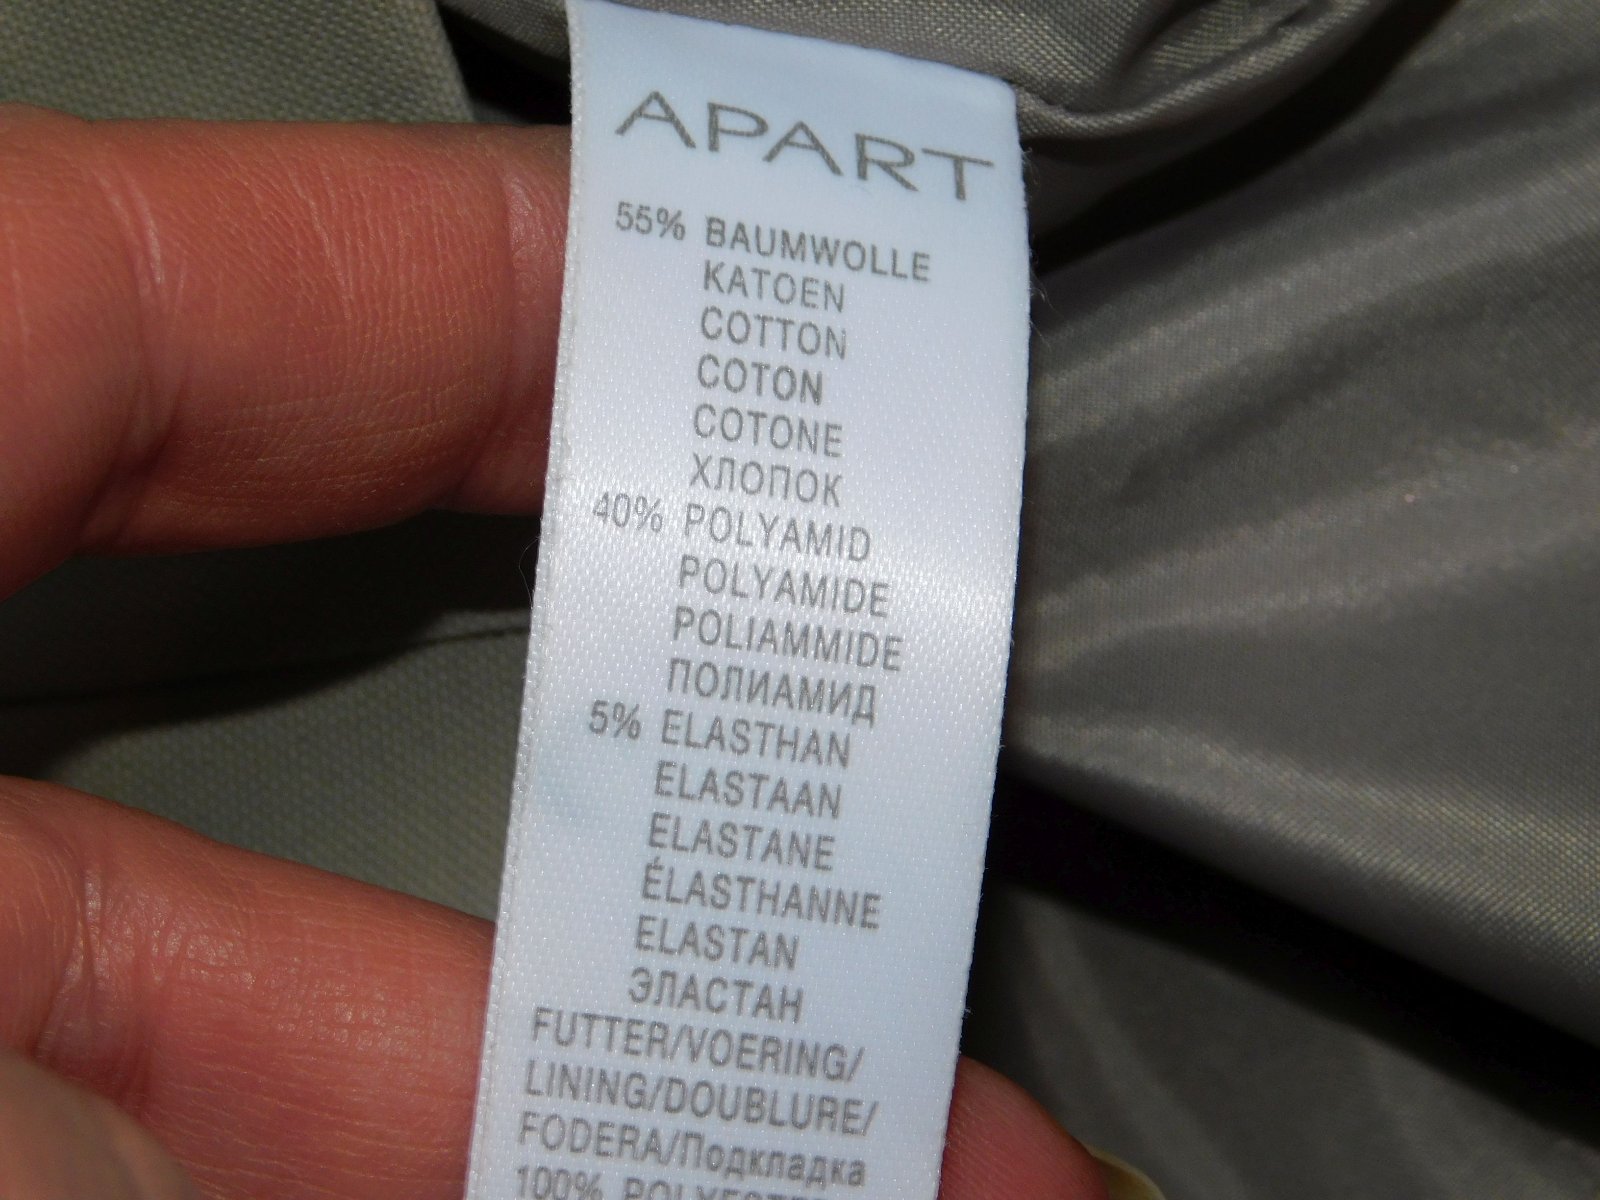 APART
55% BAUMWOLLE
KATOEN
COTTON
COTON
COTONE
ХЛОПОК
40% POLYAMID
POLYAMIDE
POLIAMMIDE
ПОЛИАМИД
5% ELASTHAN
ELASTAAN
ELASTANE
ÉLASTHANNE
ELASTAN
ЭЛАСТАН
FUTTER/VOERING/
LINING/DOUBLURE/
FODERA/Подкладка
100%